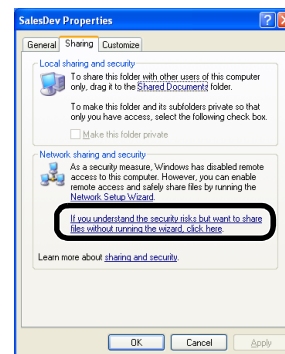 SalesDev Properties
General Sharing Customize
Local sharing and security
To share this folder with other users of this computer
only, drag it to the Shared Documents folder.
To make this folder and its subfolders private so that
only you have access, select the following check box.
Make this folder private
Network sharing and security
As a security measure, Windows has disabled remote
access to this computer. However, you can enable
remote access and safely share files by running the
Network Setup Wizard.
If you understand the security risks but want to share
files without running the wizard, click here.
Learn more about sharing and security.
OK Cancel Apply